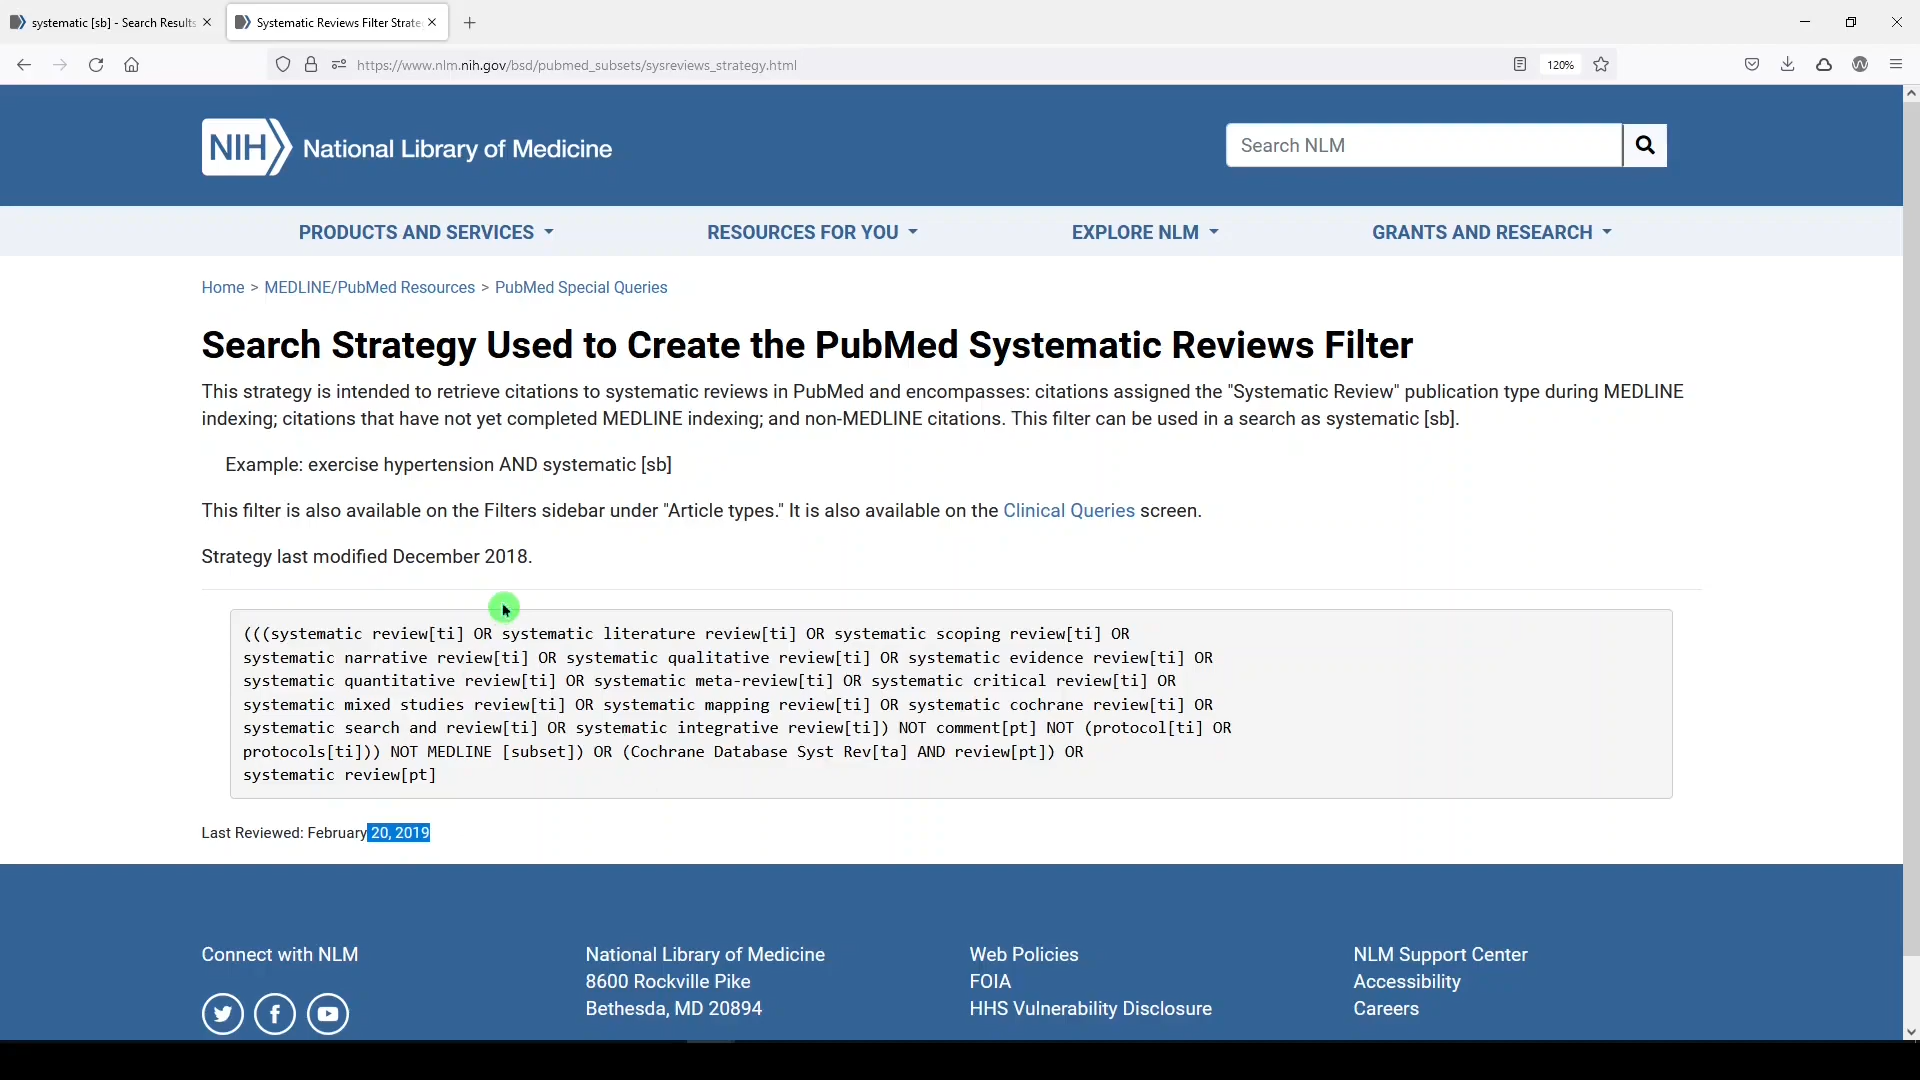 systematic [sb] - Search Results
Systematic Reviews Filter Strate
https://www.nlm.nih.gov/bsd/pubmed_subsets/sysreviews_strategy.html
120%
NIH National Library of Medicine
Search NLM
PRODUCTS AND SERVICES
RESOURCES FOR YOU
EXPLORE NLM
GRANTS AND RESEARCH
Home > MEDLINE/PubMed Resources > PubMed Special Queries
Search Strategy Used to Create the PubMed Systematic Reviews Filter
This strategy is intended to retrieve citations to systematic reviews in PubMed and encompasses: citations assigned the "Systematic Review" publication type during MEDLINE
indexing; citations that have not yet completed MEDLINE indexing; and non-MEDLINE citations. This filter can be used in a search as systematic [sb].
Example: exercise hypertension AND systematic [sb]
This filter is also available on the Filters sidebar under "Article types." It is also available on the Clinical Queries screen.
Strategy last modified December 2018.
(((systematic review[ti] OR systematic literature review[ti] OR systematic scoping review[ti] OR
systematic narrative review[ti] OR systematic qualitative review[ti] OR systematic evidence review[ti] OR
systematic quantitative review[ti] OR systematic meta-review[ti] OR systematic critical review[ti] OR
systematic mixed studies review[ti] OR systematic mapping review[ti] OR systematic cochrane review[ti] OR
systematic search and review[ti] OR systematic integrative review[ti]) NOT comment[pt] NOT (protocol[ti] OR
protocols[ti])) NOT MEDLINE [subset]) OR (Cochrane Database Syst Rev[ta] AND review[pt]) OR
systematic review[pt]
Last Reviewed: February 20, 2019
Connect with NLM
National Library of Medicine
8600 Rockville Pike
Bethesda, MD 20894
Web Policies
FOIA
HHS Vulnerability Disclosure
NLM Support Center
Accessibility
Careers